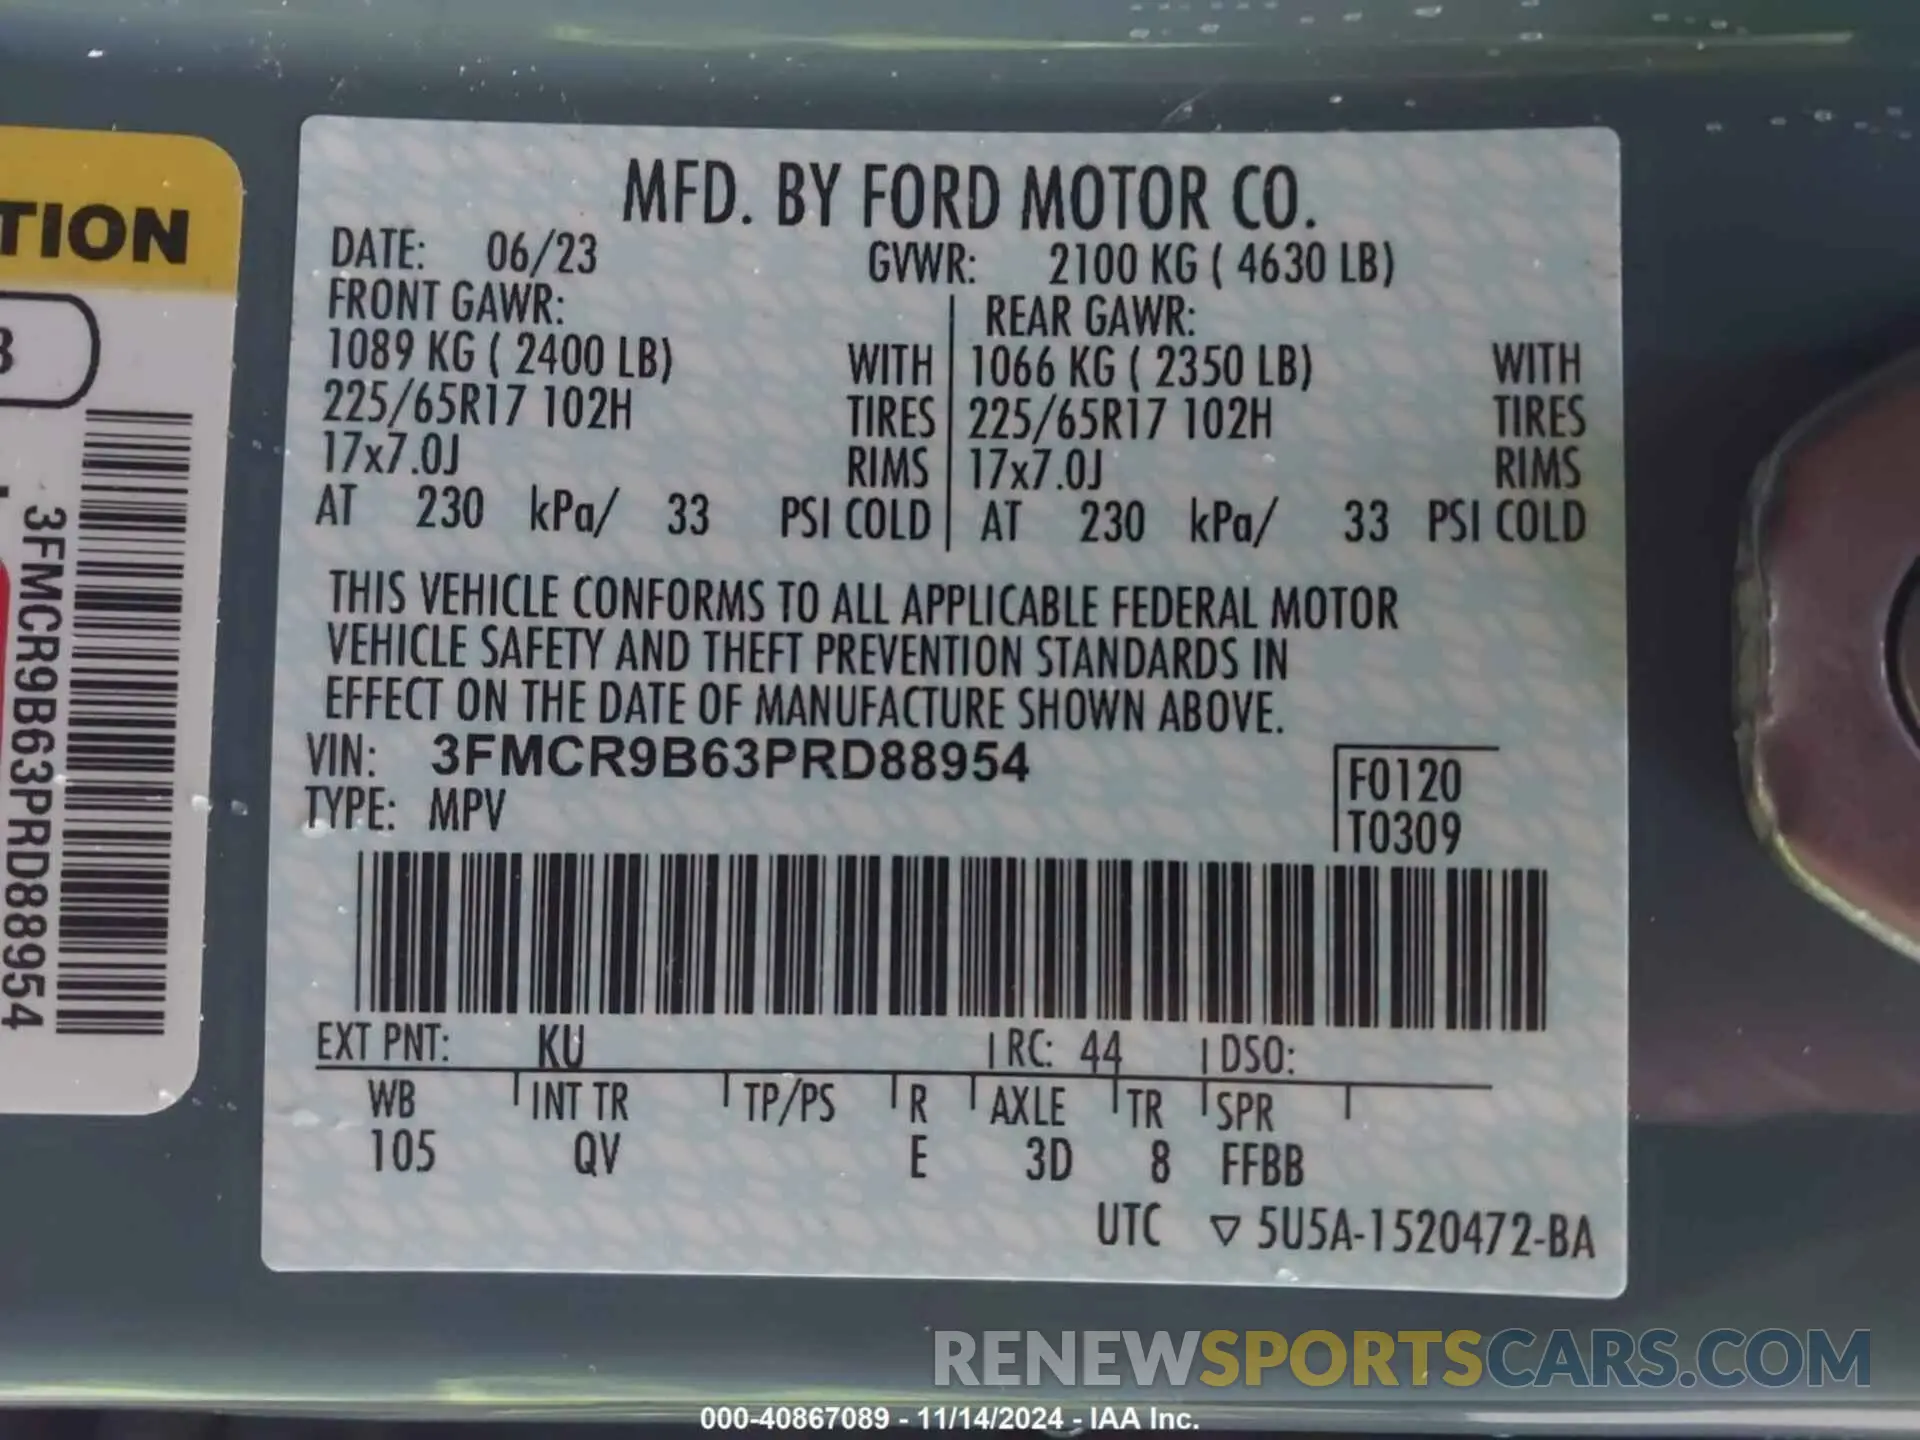 MFD. BY FORD MOTOR CO.
DATE: 06/23 GVWR: 2100 KG ( 4630 LB)
FRONT GAWR: REAR GAWR:
1089 KG ( 2400 LB) WITH 1066 KG ( 2350 LB) WITH
225/65R17 102H TIRES 225/65R17 102H TIRES
17x7.0J RIMS 17x7.0J RIMS
AT 230 kPa/ 33 PSI COLD AT 230 kPa/ 33 PSI COLD
THIS VEHICLE CONFORMS TO ALL APPLICABLE FEDERAL MOTOR
VEHICLE SAFETY AND THEFT PREVENTION STANDARDS IN
EFFECT ON THE DATE OF MANUFACTURE SHOWN ABOVE.
VIN: 3FMCR9B63PRD88954
TYPE: MPV
F0120
T0309
EXT PNT: KU RC: 44 DSO:
WB INT TR TP/PS R AXLE TR SPR
105 QV E 3D 8 FFBB
UTC ▽ 5U5A-1520472-BA
TION
3FMCR9B63PRD88954
RENEWSPORTSCARS.COM
000-40867089 - 11/14/2024 - IAA Inc.